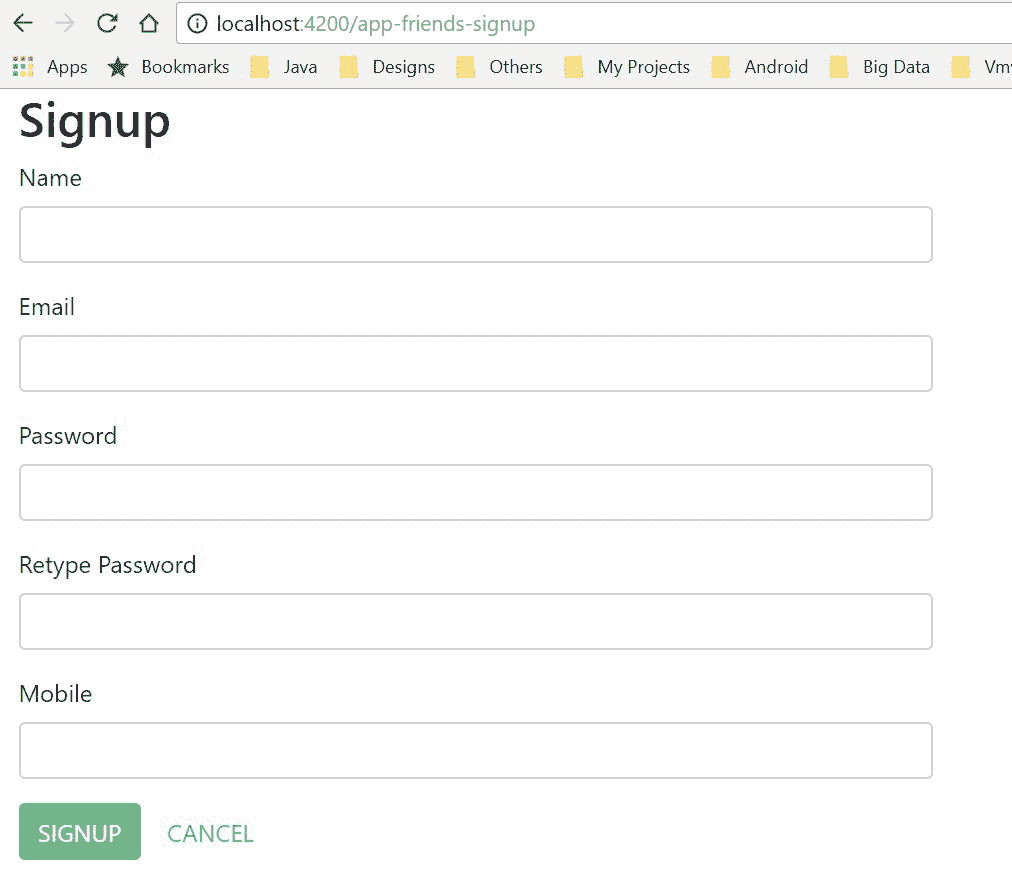 localhost:4200/app-friends-signup
Apps Bookmarks Java Designs Others My Projects Android Big Data Vm
Signup
Name
Email
Password
Retype Password
Mobile
SIGNUP CANCEL